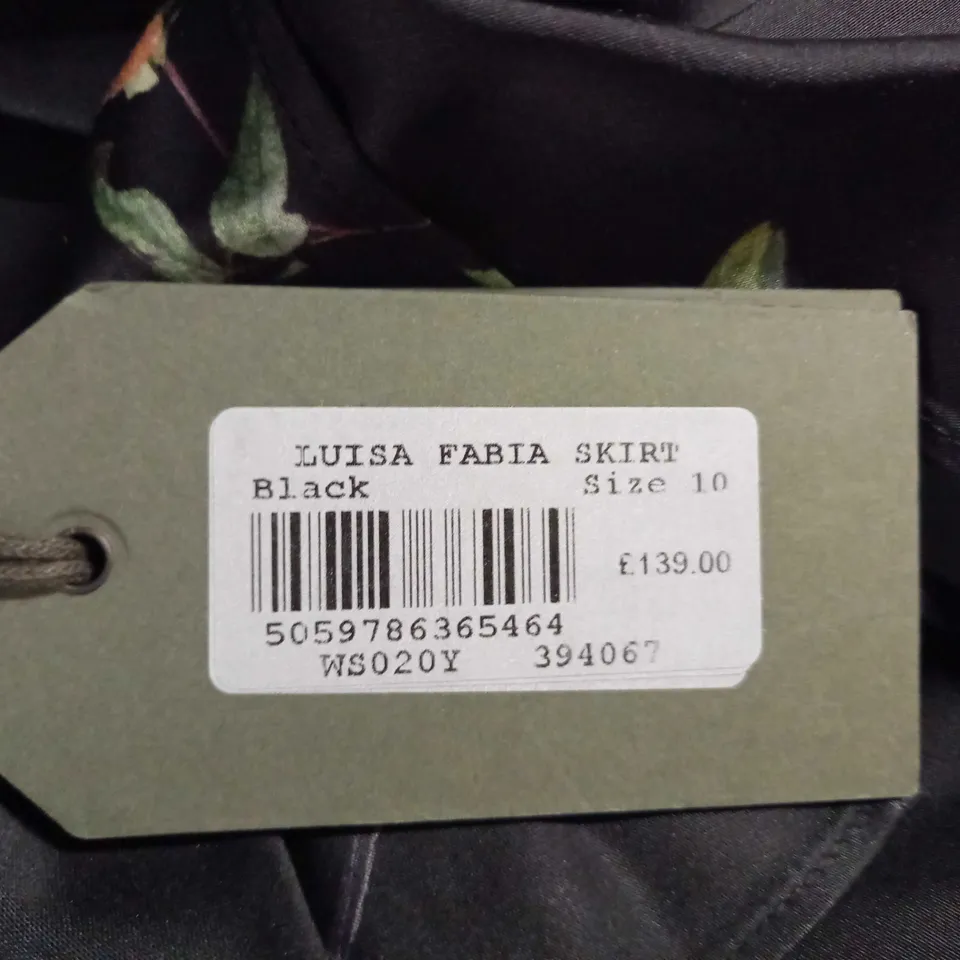 LUISA FABIA SKIRT
Black Size 10
£139.00
5059786365464
WS020Y 394067